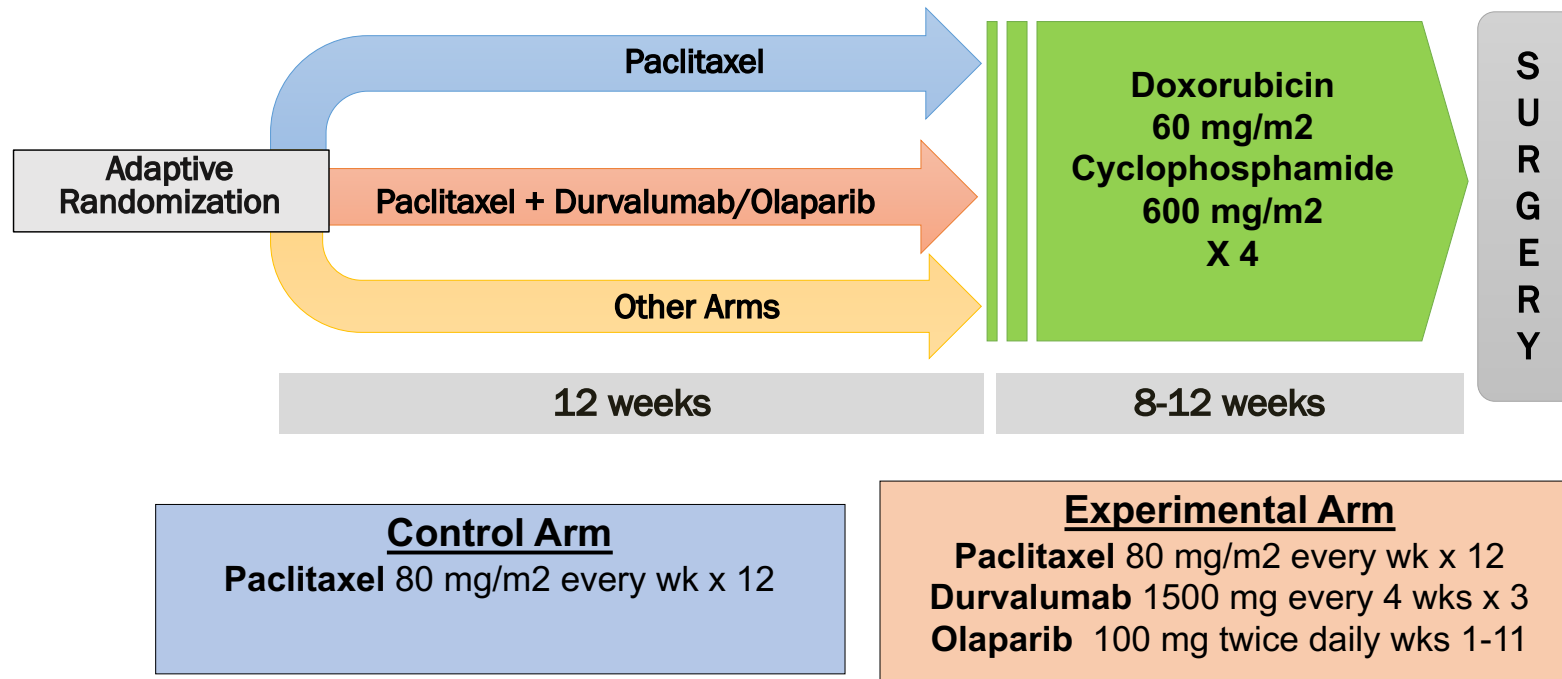 Paclitaxel
Adaptive
Randomization
Paclitaxel + Durvalumab/Olaparib
Other Arms
Doxorubicin
60 mg/m2
Cyclophosphamide
600 mg/m2
X 4
S
U
R
G
E
R
Y
12 weeks
8-12 weeks
Control Arm
Paclitaxel 80 mg/m2 every wk x 12
Experimental Arm
Paclitaxel 80 mg/m2 every wk x 12
Durvalumab 1500 mg every 4 wks x 3
Olaparib 100 mg twice daily wks 1-11